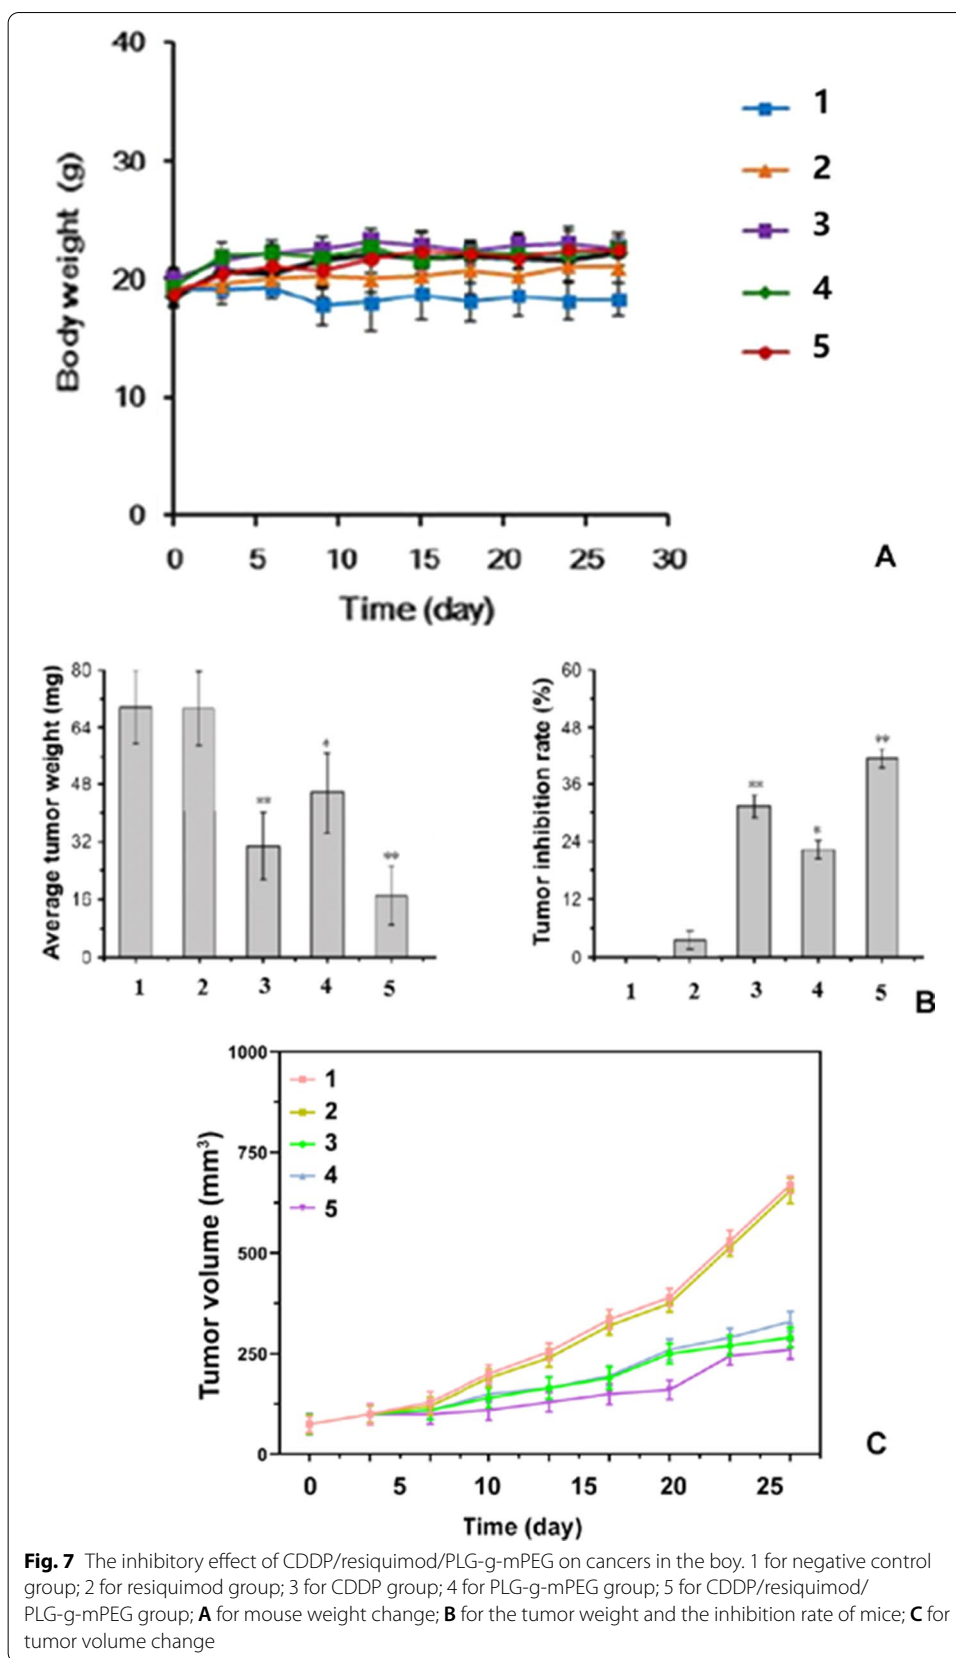 40
30
20
10
0
Body weight (g)
0 5 10 15 20 25 30
Time (day)
1
2
3
4
5
A
80
64
48
32
16
0
Average tumor weight (mg)
**
*
**
1 2 3 4 5
60
48
36
24
12
0
Tumor inhibition rate (%)
**
*
**
1 2 3 4 5
B
1000
750
500
250
0
Tumor volume (mm³)
1
2
3
4
5
0 5 10 15 20 25
Time (day)
C
Fig. 7 The inhibitory effect of CDDP/resiquimod/PLG-g-mPEG on cancers in the boy. 1 for negative control
group; 2 for resiquimod group; 3 for CDDP group; 4 for PLG-g-mPEG group; 5 for CDDP/resiquimod/
PLG-g-mPEG group; A for mouse weight change; B for the tumor weight and the inhibition rate of mice; C for
tumor volume change